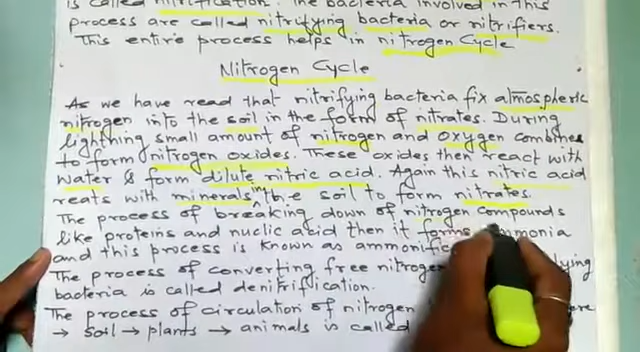 is called nitrification. The bacteria involved in this
process are called nitrifying bacteria or nitrifiers.
This entire process helps in nitrogen Cycle
Nitrogen Cycle
As we have read that nitrifying bacteria fix atmospheric
nitrogen into the soil in the form of nitrates. During
lightning small amount of nitrogen and oxygen combines
to form nitrogen oxides. These oxides then react with
water & form dilute nitric acid. Again this nitric acid
reats with minerals in the soil to form nitrates.
The process of breaking down of nitrogen compounds
like proteins and nuclic acid then it forms ammonia
and this process is known as
The process of converting free
bacteria is called denitrification.
The process of circulation of nitrogen
→ soil → plants → animals is called